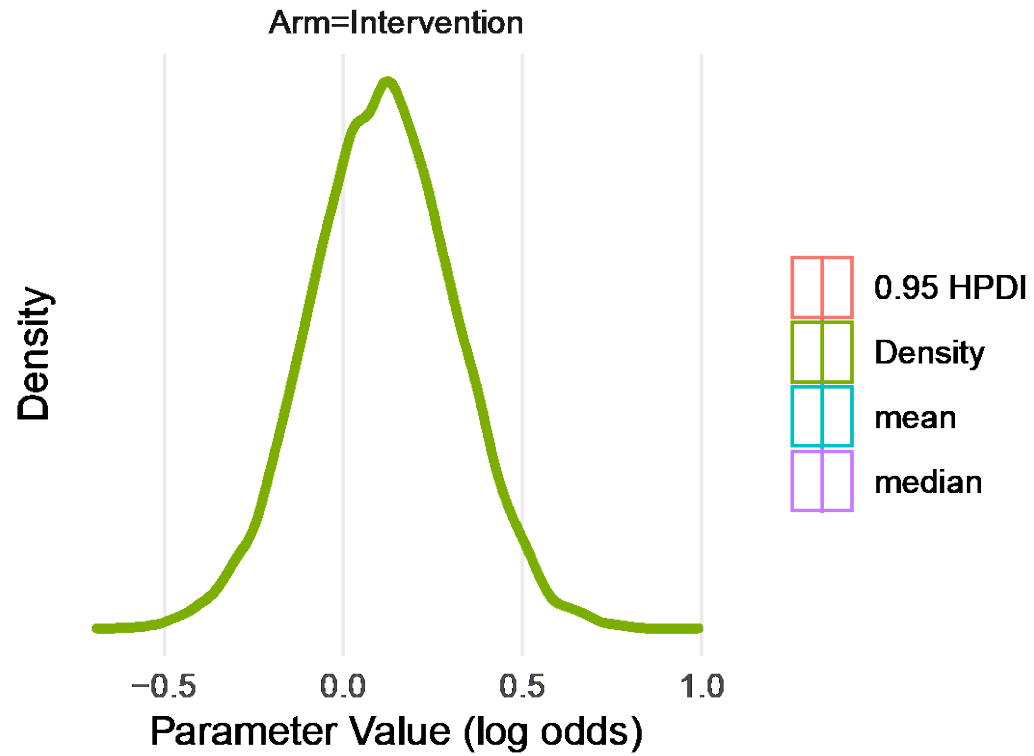 Arm=Intervention
Density
0.95 HPDI
Density
mean
median
−0.5 0.0 0.5 1.0
Parameter Value (log odds)